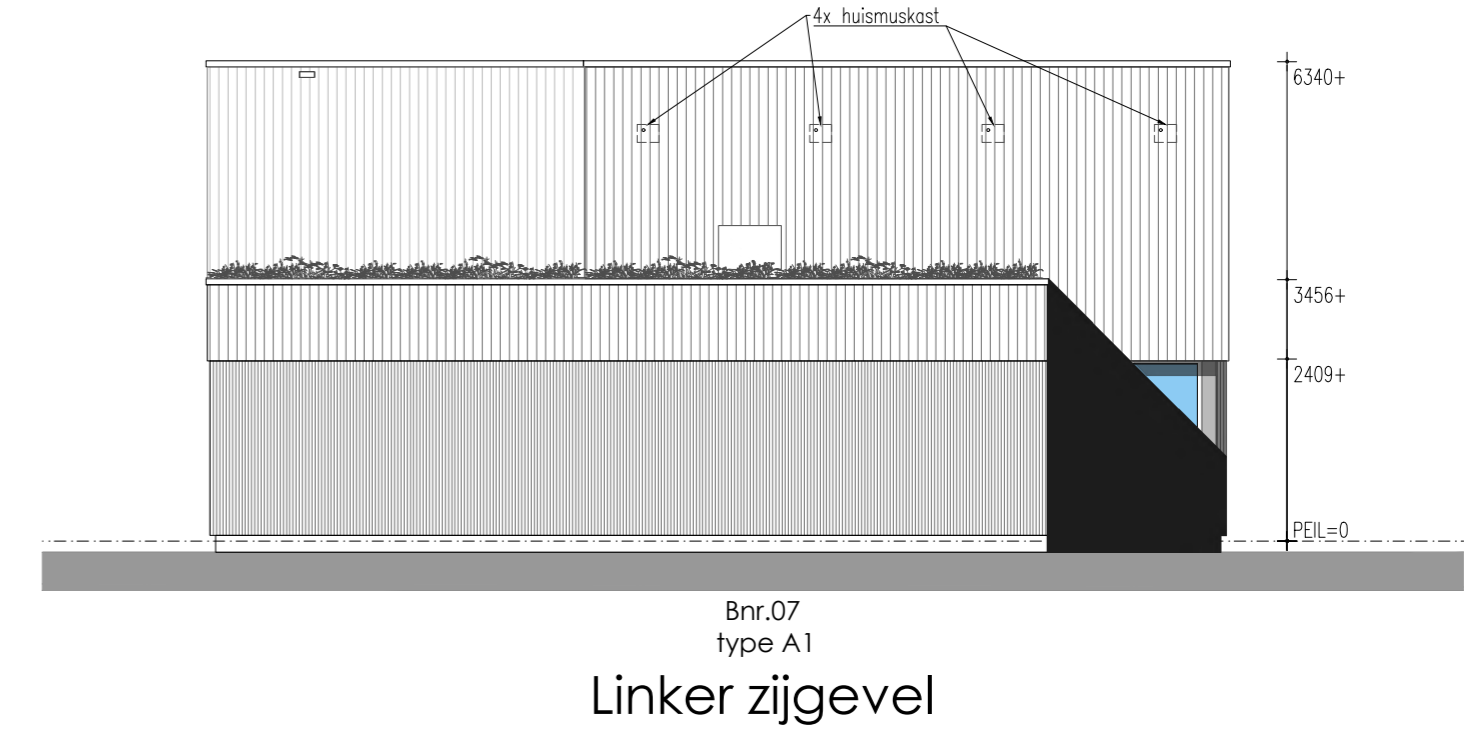 4x huismuskast
6340+
3456+
2409+
PEIL=0
Bnr.07
type A1
Linker zijgevel